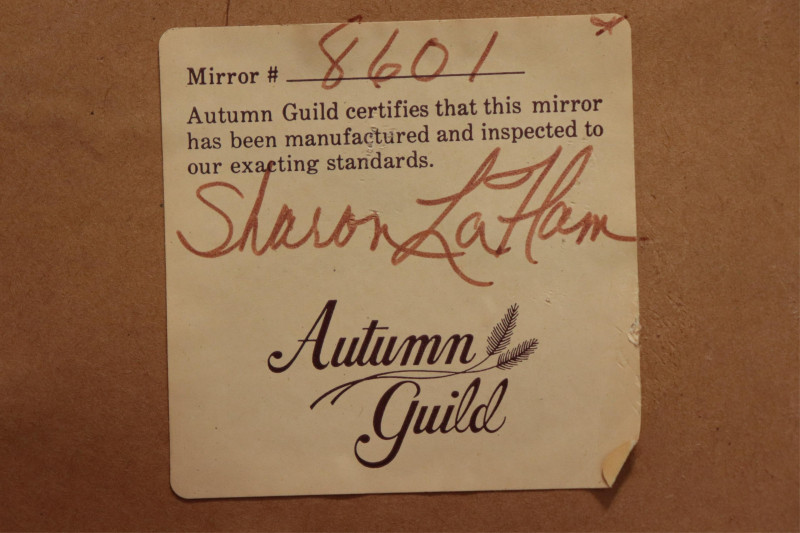 Mirror # 8601
Autumn Guild certifies that this mirror
has been manufactured and inspected to
our exacting standards.
Sharon LaHam
Autumn
Guild